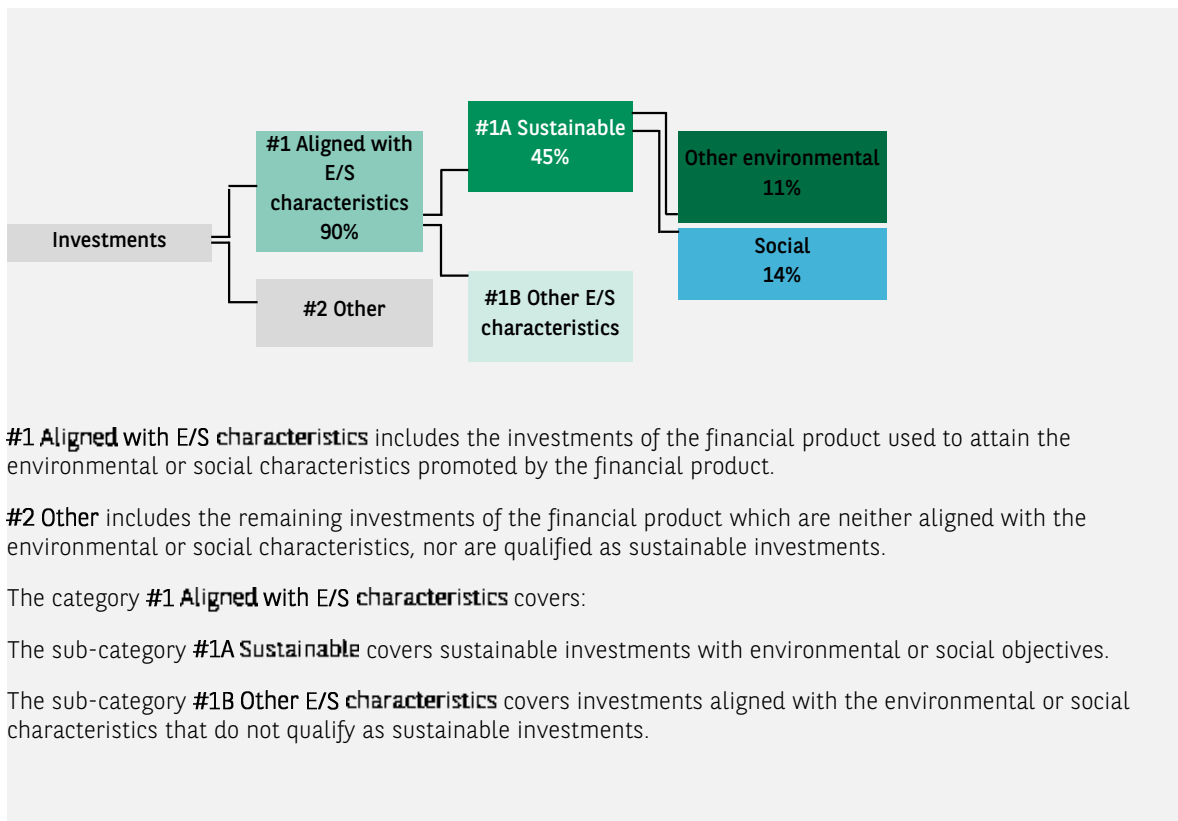 Investments
#1 Aligned with
E/S
characteristics
90%
#2 Other
#1A Sustainable
45%
#1B Other E/S
characteristics
Other environmental
11%
Social
14%
#1 Aligned with E/S characteristics includes the investments of the financial product used to attain the
environmental or social characteristics promoted by the financial product.
#2 Other includes the remaining investments of the financial product which are neither aligned with the
environmental or social characteristics, nor are qualified as sustainable investments.
The category #1 Aligned with E/S characteristics covers:
The sub-category #1A Sustainable covers sustainable investments with environmental or social objectives.
The sub-category #1B Other E/S characteristics covers investments aligned with the environmental or social
characteristics that do not qualify as sustainable investments.